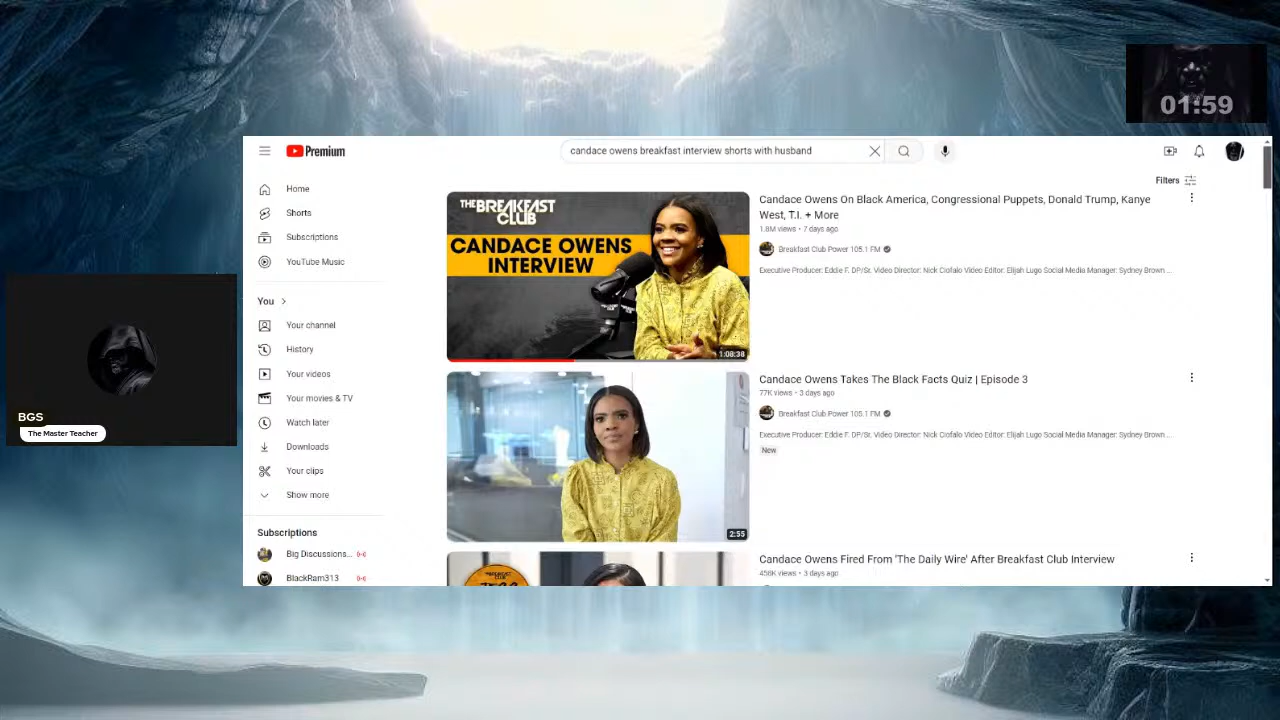 01:59
Premium
candace owens breakfast interview shorts with husband
Filters
Home
Shorts
Subscriptions
YouTube Music
You
Your channel
History
Your videos
Your movies & TV
Watch later
Downloads
Your clips
Show more
Subscriptions
Big Discussions...
BlackRam313
THE BREAKFAST
CLUB
CANDACE OWENS
INTERVIEW
1:08:38
Candace Owens On Black America, Congressional Puppets, Donald Trump, Kanye
West, T.I. + More
1.8M views • 7 days ago
Breakfast Club Power 105.1 FM
Executive Producer: Eddie F. DP/Sr. Video Director: Nick Ciofalo Video Editor: Elijah Lugo Social Media Manager: Sydney Brown ...
2:55
Candace Owens Takes The Black Facts Quiz | Episode 3
77K views • 3 days ago
Breakfast Club Power 105.1 FM
Executive Producer: Eddie F. DP/Sr. Video Director: Nick Ciofalo Video Editor: Elijah Lugo Social Media Manager: Sydney Brown ...
New
Candace Owens Fired From 'The Daily Wire' After Breakfast Club Interview
456K views • 3 days ago
BGS
The Master Teacher